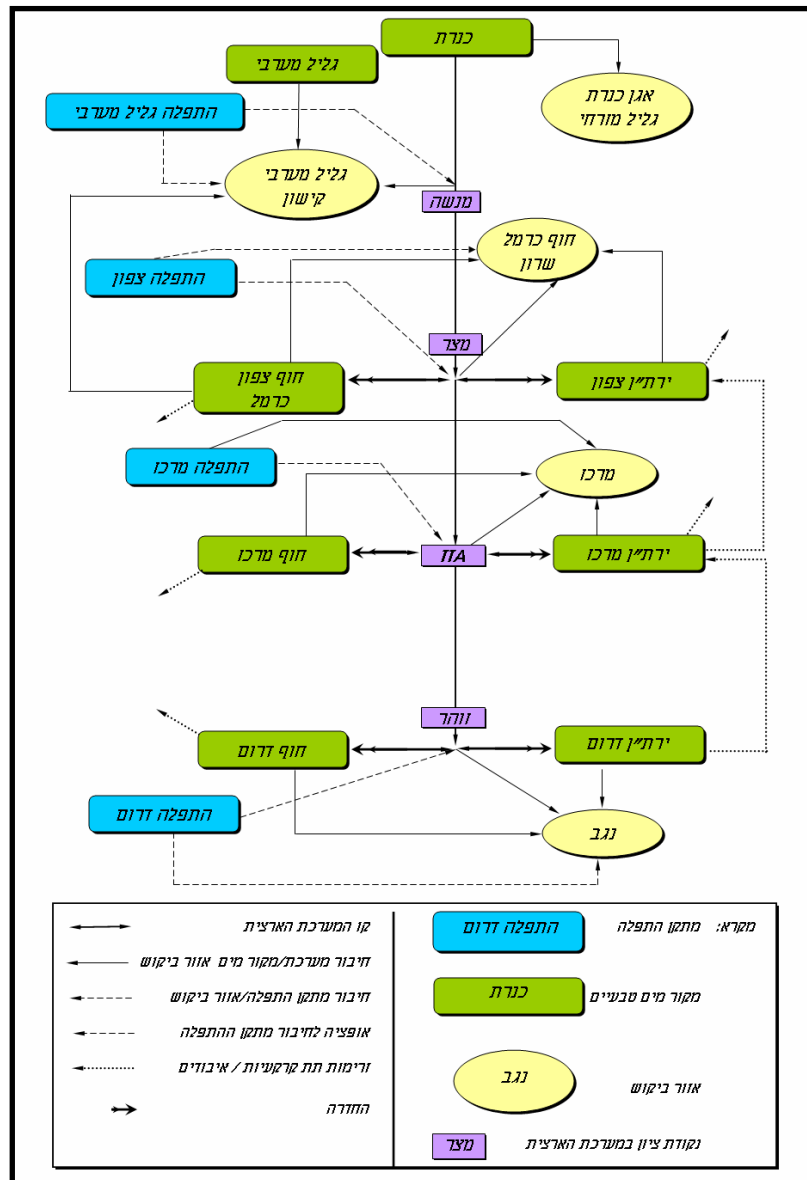 כנרת
גליל מערבי
אגן כנרת
גליל מזרחי
התפלה גליל מערבי
גליל מערבי
קישון
מנשה
חוף כרמל
שרון
התפלה צפון
מצר
חוף צפון
כרמל
ירת"ן צפון
התפלה מרכז
מרכז
חוף מרכז
IIA
ירת"ן מרכז
זוהר
חוף דרום
ירת"ן דרום
התפלה דרום
נגב
מקרא:
מתקן התפלה
התפלה דרום
מקור מים טבעיים
כנרת
אזור ביקוש
נגב
נקודת ציון במערכת הארצית
מצר
קו המערכת הארצית
חיבור מערכת/מקור מים אזור ביקוש
חיבור מתקן התפלה/אזור ביקוש
אופציה לחיבור מתקן ההתפלה
זרימות תת קרקעיות / איבודים
החדרה